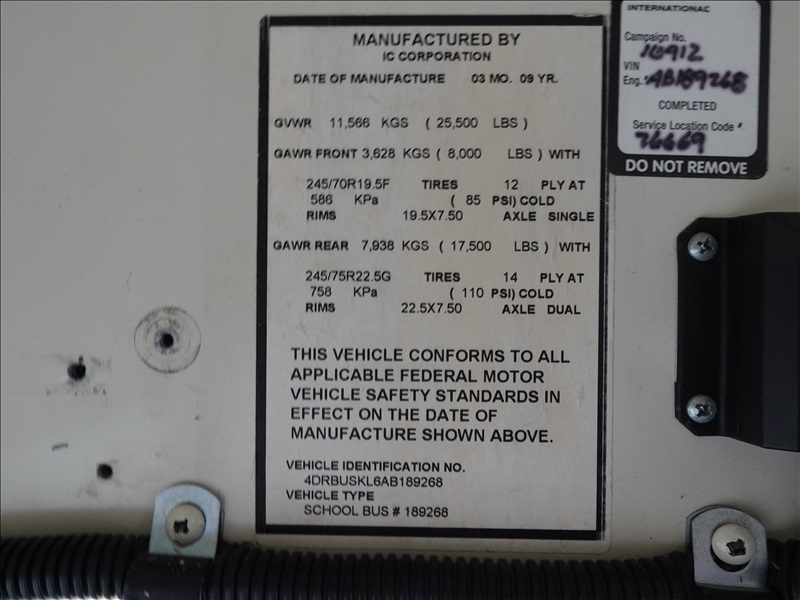 MANUFACTURED BY
IC CORPORATION
DATE OF MANUFACTURE 03 MO. 09 YR.
GVWR 11,566 KGS ( 25,500 LBS )
GAWR FRONT 3,628 KGS ( 8,000 LBS ) WITH
245/70R19.5F TIRES 12 PLY AT
586 KPa ( 85 PSI) COLD
RIMS 19.5X7.50 AXLE SINGLE
GAWR REAR 7,938 KGS ( 17,500 LBS ) WITH
245/75R22.5G TIRES 14 PLY AT
758 KPa ( 110 PSI) COLD
RIMS 22.5X7.50 AXLE DUAL
THIS VEHICLE CONFORMS TO ALL
APPLICABLE FEDERAL MOTOR
VEHICLE SAFETY STANDARDS IN
EFFECT ON THE DATE OF
MANUFACTURE SHOWN ABOVE.
VEHICLE IDENTIFICATION NO.
4DRBUSKL6AB189268
VEHICLE TYPE
SCHOOL BUS # 189268
INTERNATIONAL
Campaign No.
10912
VIN
Eng. AB189268
COMPLETED
Service Location Code
76669
DO NOT REMOVE